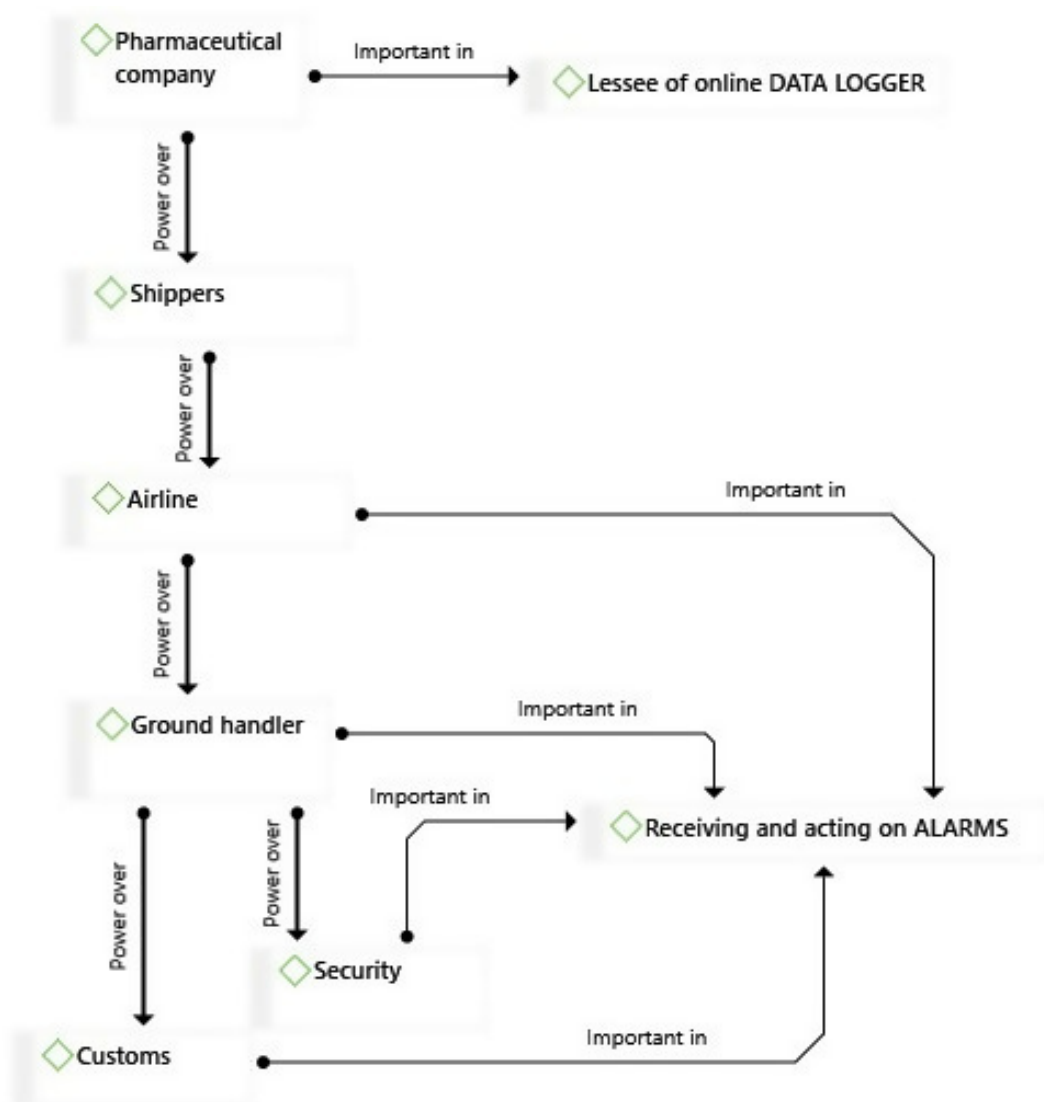 Pharmaceutical
company
Important in
Lessee of online DATA LOGGER
Power over
Shippers
Power over
Airline
Important in
Power over
Ground handler
Important in
Important in
Receiving and acting on ALARMS
Power over
Power over
Security
Important in
Customs